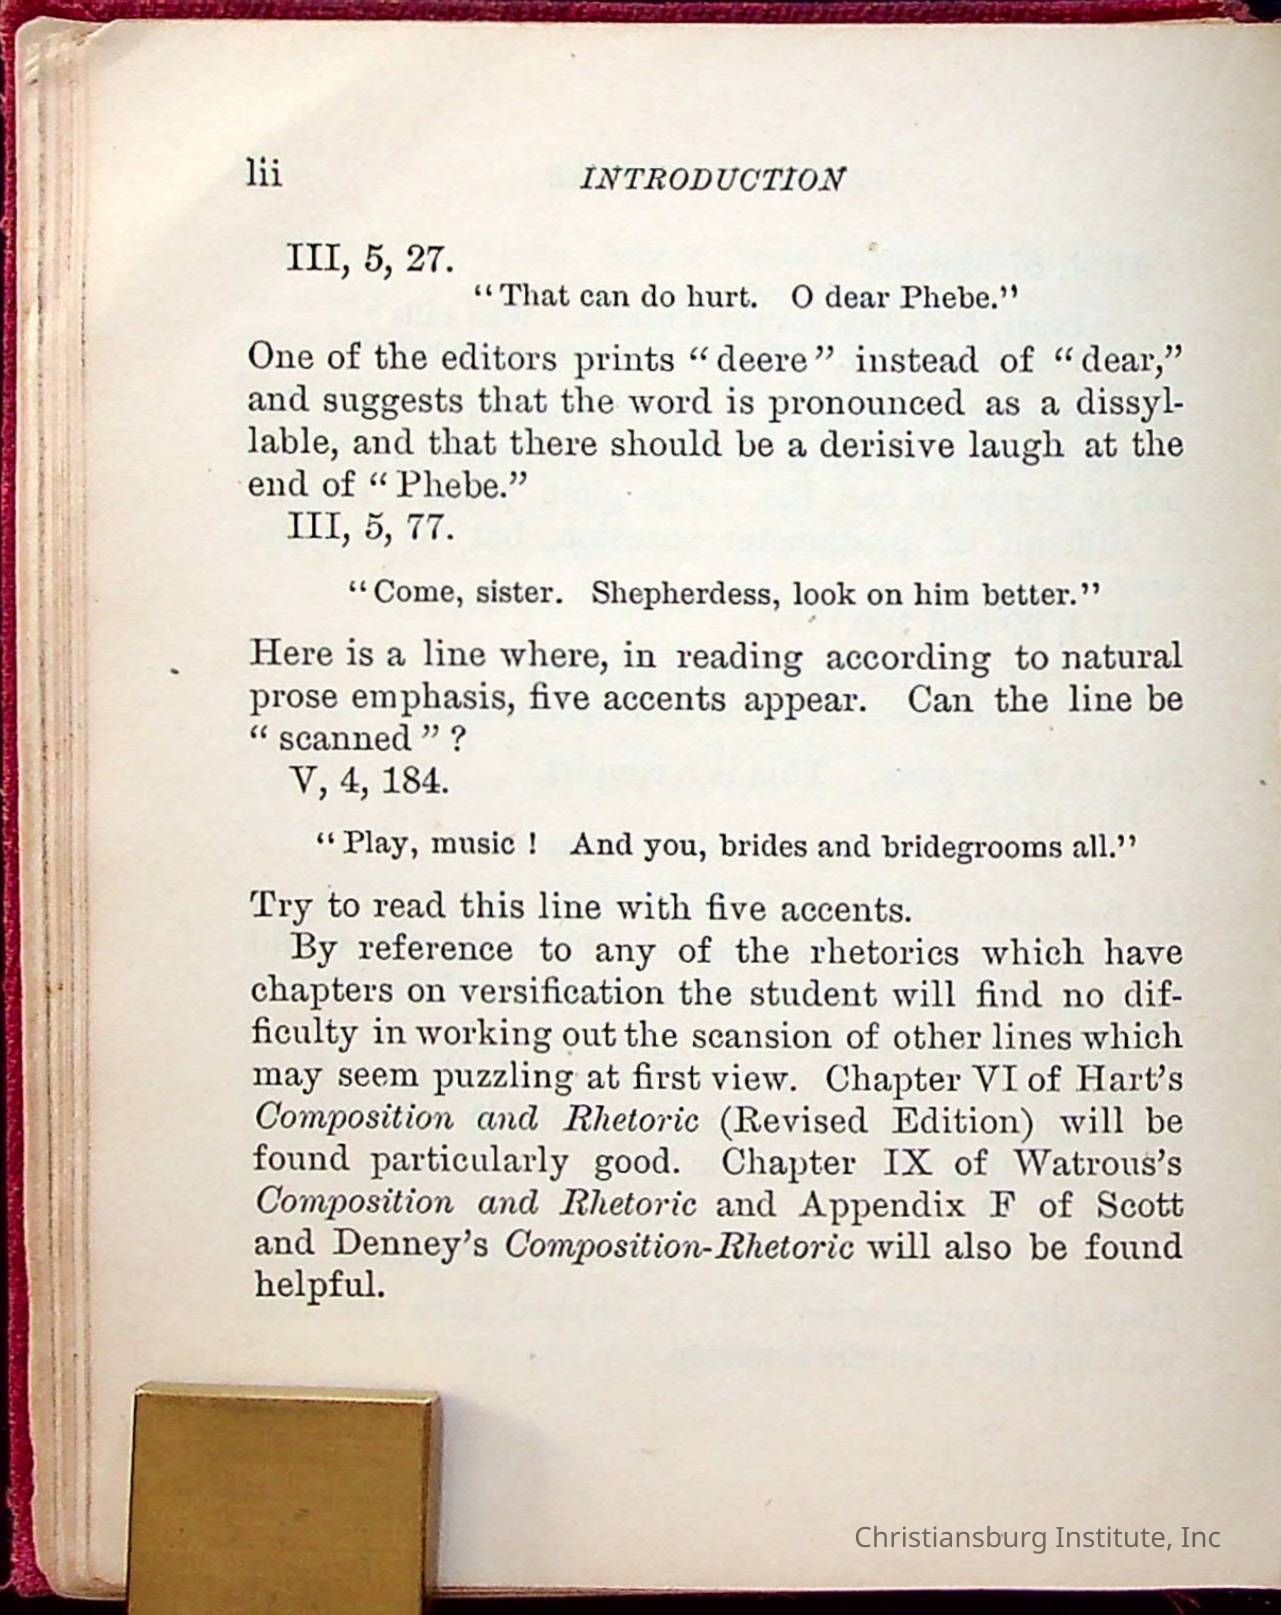 lii
INTRODUCTION
III, 5, 27.
“That can do hurt. O dear Phebe.”
One of the editors prints “deere” instead of “dear,”
and suggests that the word is pronounced as a dissyl-
lable, and that there should be a derisive laugh at the
end of “Phebe.”
III, 5, 77.
“Come, sister. Shepherdess, look on him better.”
Here is a line where, in reading according to natural
prose emphasis, five accents appear. Can the line be
“scanned”?
V, 4, 184.
“Play, music! And you, brides and bridegrooms all.”
Try to read this line with five accents.
By reference to any of the rhetorics which have
chapters on versification the student will find no dif-
ficulty in working out the scansion of other lines which
may seem puzzling at first view. Chapter VI of Hart’s
Composition and Rhetoric (Revised Edition) will be
found particularly good. Chapter IX of Watrous’s
Composition and Rhetoric and Appendix F of Scott
and Denney’s Composition-Rhetoric will also be found
helpful.
Christiansburg Institute, Inc